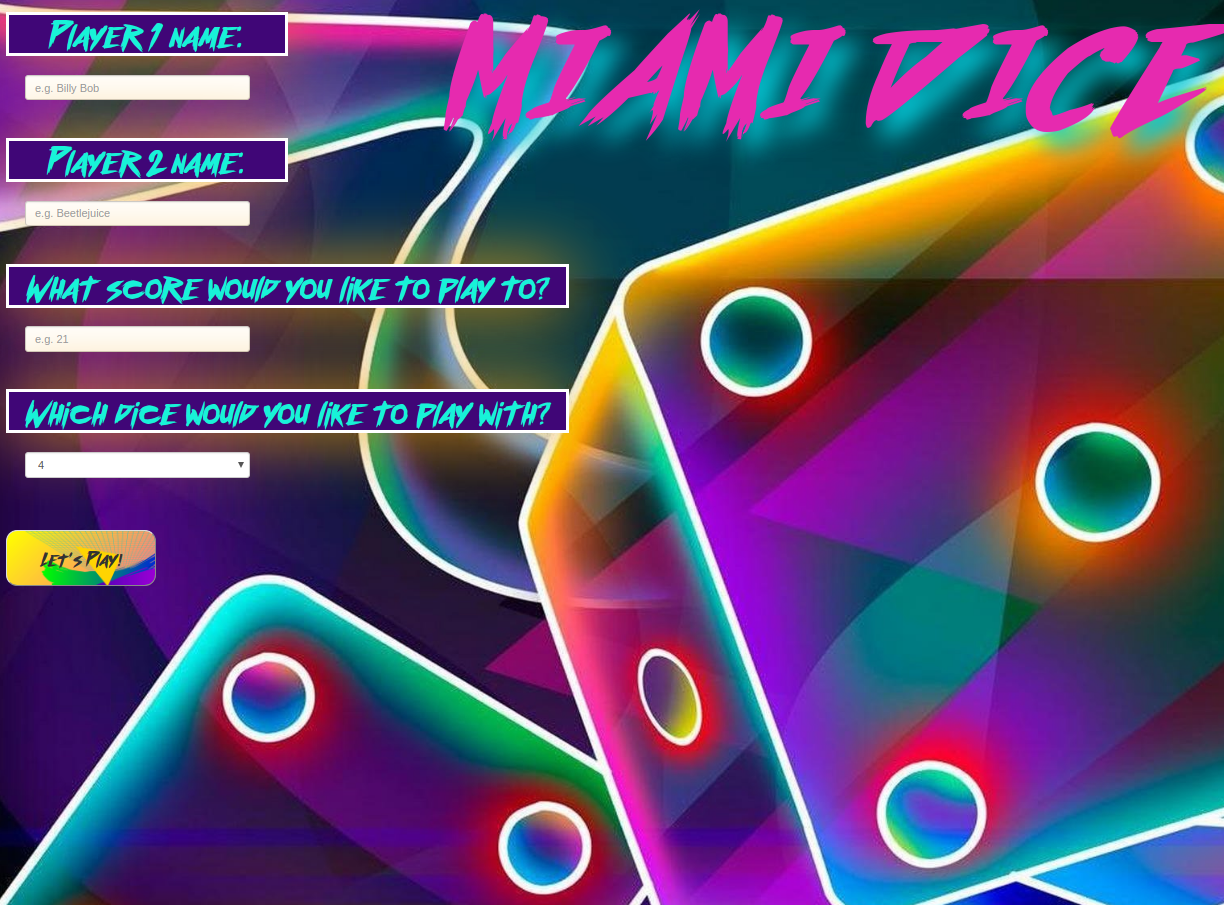 MIAMI DICE
PLAYER 1 NAME:
e.g. Billy Bob
PLAYER 2 NAME:
e.g. Beetlejuice
WHAT SCORE WOULD YOU LIKE TO PLAY TO?
e.g. 21
WHICH DICE WOULD YOU LIKE TO PLAY WITH?
4
LET'S PLAY!